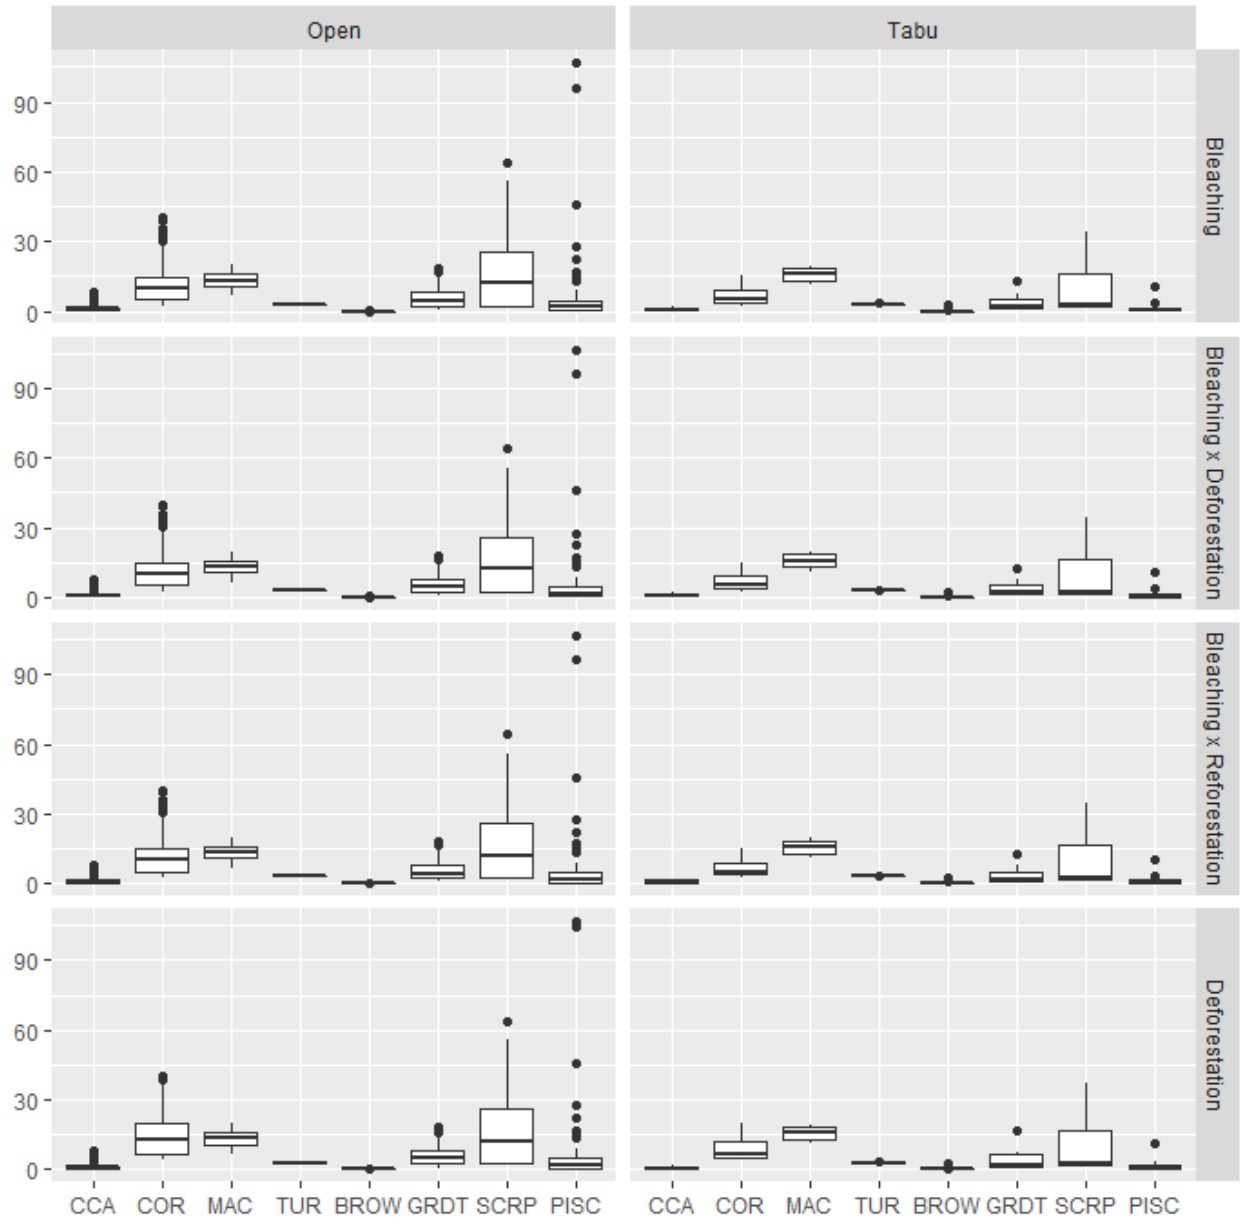 Open Tabu
90
60
30
0
Bleaching
90
60
30
0
Bleaching x Deforestation
90
60
30
0
Bleaching x Reforestation
90
60
30
0
Deforestation
CCA COR MAC TUR BROW GRDT SCRP PISC CCA COR MAC TUR BROW GRDT SCRP PISC